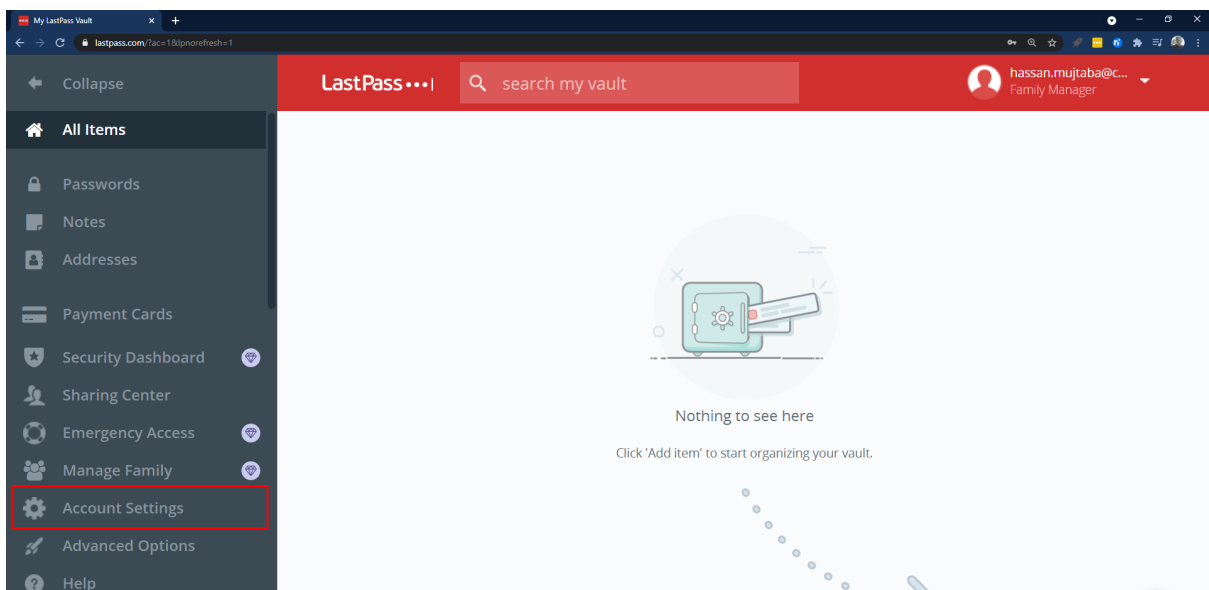 My LastPass Vault
lastpass.com/?ac=1&lpnorefresh=1
Collapse
LastPass
search my vault
hassan.mujtaba@c...
Family Manager
All Items
Passwords
Notes
Addresses
Payment Cards
Security Dashboard
Sharing Center
Emergency Access
Manage Family
Account Settings
Advanced Options
Help
Nothing to see here
Click 'Add item' to start organizing your vault.